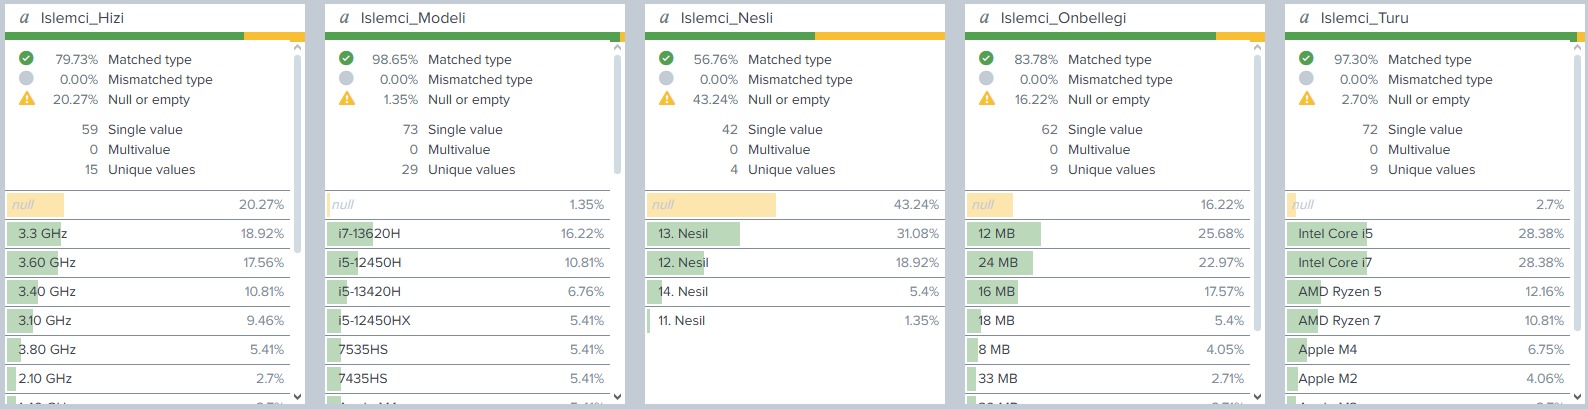 a Islemci_Hizi
79.73% Matched type
0.00% Mismatched type
20.27% Null or empty
59 Single value
0 Multivalue
15 Unique values
null 20.27%
3.3 GHz 18.92%
3.60 GHz 17.56%
3.40 GHz 10.81%
3.10 GHz 9.46%
3.80 GHz 5.41%
2.10 GHz 2.7%
a Islemci_Modeli
98.65% Matched type
0.00% Mismatched type
1.35% Null or empty
73 Single value
0 Multivalue
29 Unique values
null 1.35%
i7-13620H 16.22%
i5-12450H 10.81%
i5-13420H 6.76%
i5-12450HX 5.41%
7535HS 5.41%
7435HS 5.41%
a Islemci_Nesli
56.76% Matched type
0.00% Mismatched type
43.24% Null or empty
42 Single value
0 Multivalue
4 Unique values
null 43.24%
13. Nesil 31.08%
12. Nesil 18.92%
14. Nesil 5.4%
11. Nesil 1.35%
a Islemci_Onbellegi
83.78% Matched type
0.00% Mismatched type
16.22% Null or empty
62 Single value
0 Multivalue
9 Unique values
null 16.22%
12 MB 25.68%
24 MB 22.97%
16 MB 17.57%
18 MB 5.4%
8 MB 4.05%
33 MB 2.71%
a Islemci_Turu
97.30% Matched type
0.00% Mismatched type
2.70% Null or empty
72 Single value
0 Multivalue
9 Unique values
null 2.7%
Intel Core i5 28.38%
Intel Core i7 28.38%
AMD Ryzen 5 12.16%
AMD Ryzen 7 10.81%
Apple M4 6.75%
Apple M2 4.06%